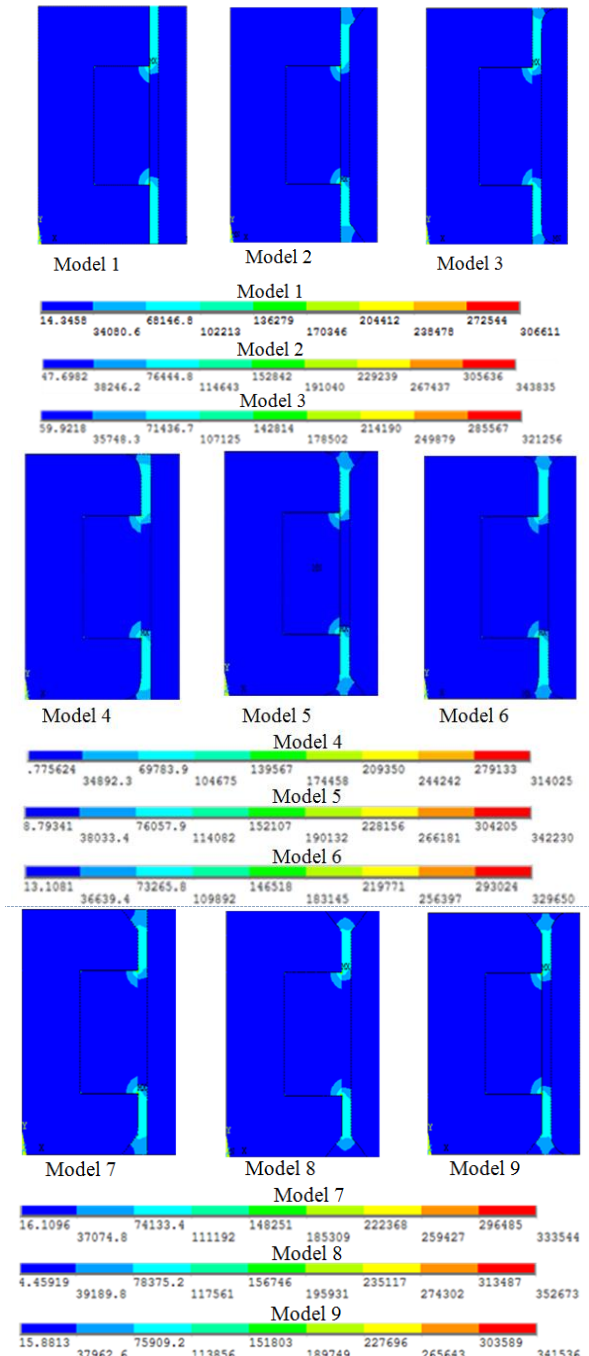 Model 1
Model 2
Model 3
Model 1
14.3458 68146.8 136279 204412 272544
34080.6 102213 170346 238478 306611
Model 2
47.6982 76444.8 152842 229239 305636
38246.2 114643 191040 267437 343835
Model 3
59.9218 71436.7 142814 214190 285567
35748.3 107125 178502 249879 321256
Model 4
Model 5
Model 6
Model 4
.775624 69783.9 139567 209350 279133
34892.3 104675 174458 244242 314025
Model 5
8.79341 76057.9 152107 228156 304205
38033.4 114082 190132 266181 342230
Model 6
13.1081 73265.8 146518 219771 293024
36639.4 109892 183145 256397 329650
Model 7
Model 8
Model 9
Model 7
16.1096 74133.4 148251 222368 296485
37074.8 111192 185309 259427 333544
Model 8
4.45919 78375.2 156746 235117 313487
39189.8 117561 195931 274302 352673
Model 9
15.8813 75909.2 151803 227696 303589
37962.6 113856 189749 265643 341536